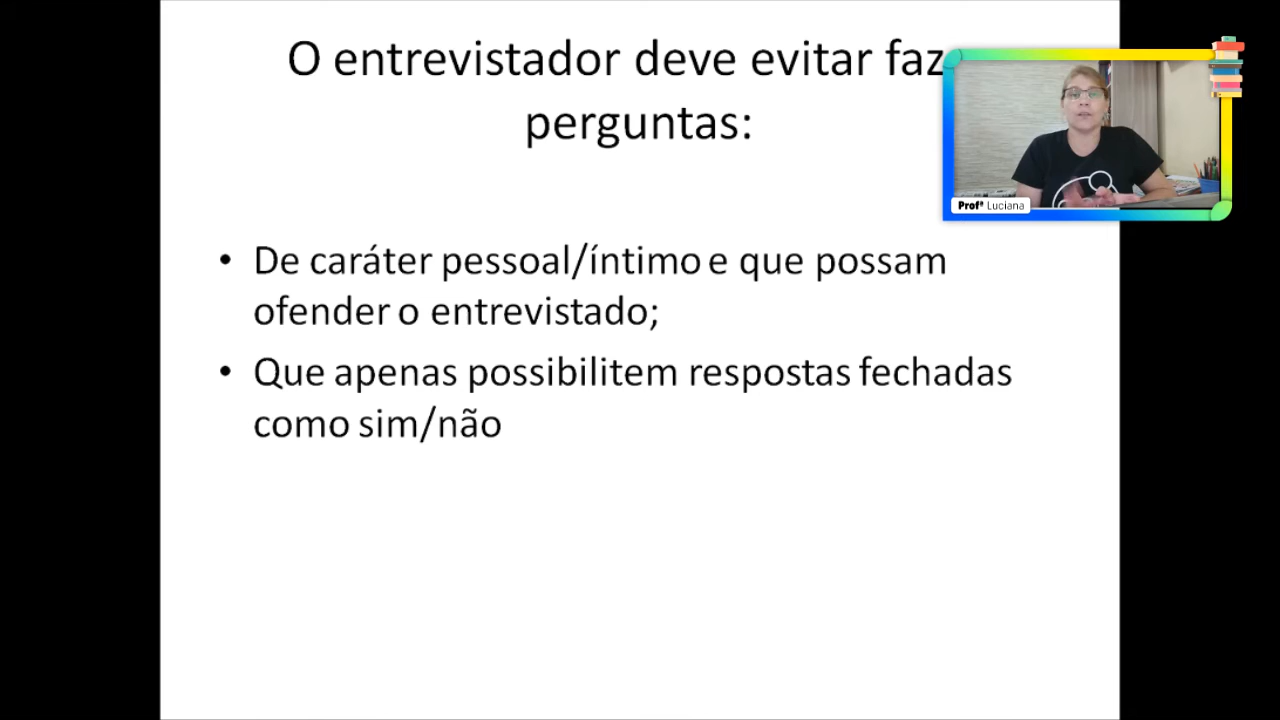 O entrevistador deve evitar faz
perguntas:
Profª Luciana
• De caráter pessoal/íntimo e que possam
ofender o entrevistado;
• Que apenas possibilitem respostas fechadas
como sim/não